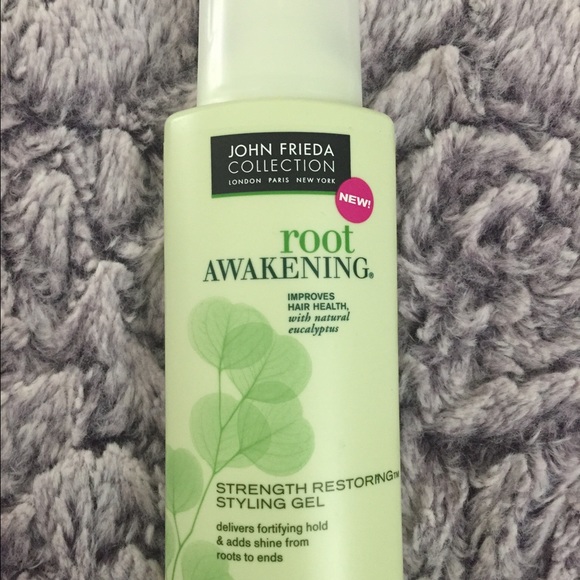 JOHN FRIEDA
COLLECTION
LONDON PARIS NEW YORK
NEW!
root
AWAKENING®
IMPROVES
HAIR HEALTH,
with natural
eucalyptus
STRENGTH RESTORING™
STYLING GEL
delivers fortifying hold
& adds shine from
roots to ends